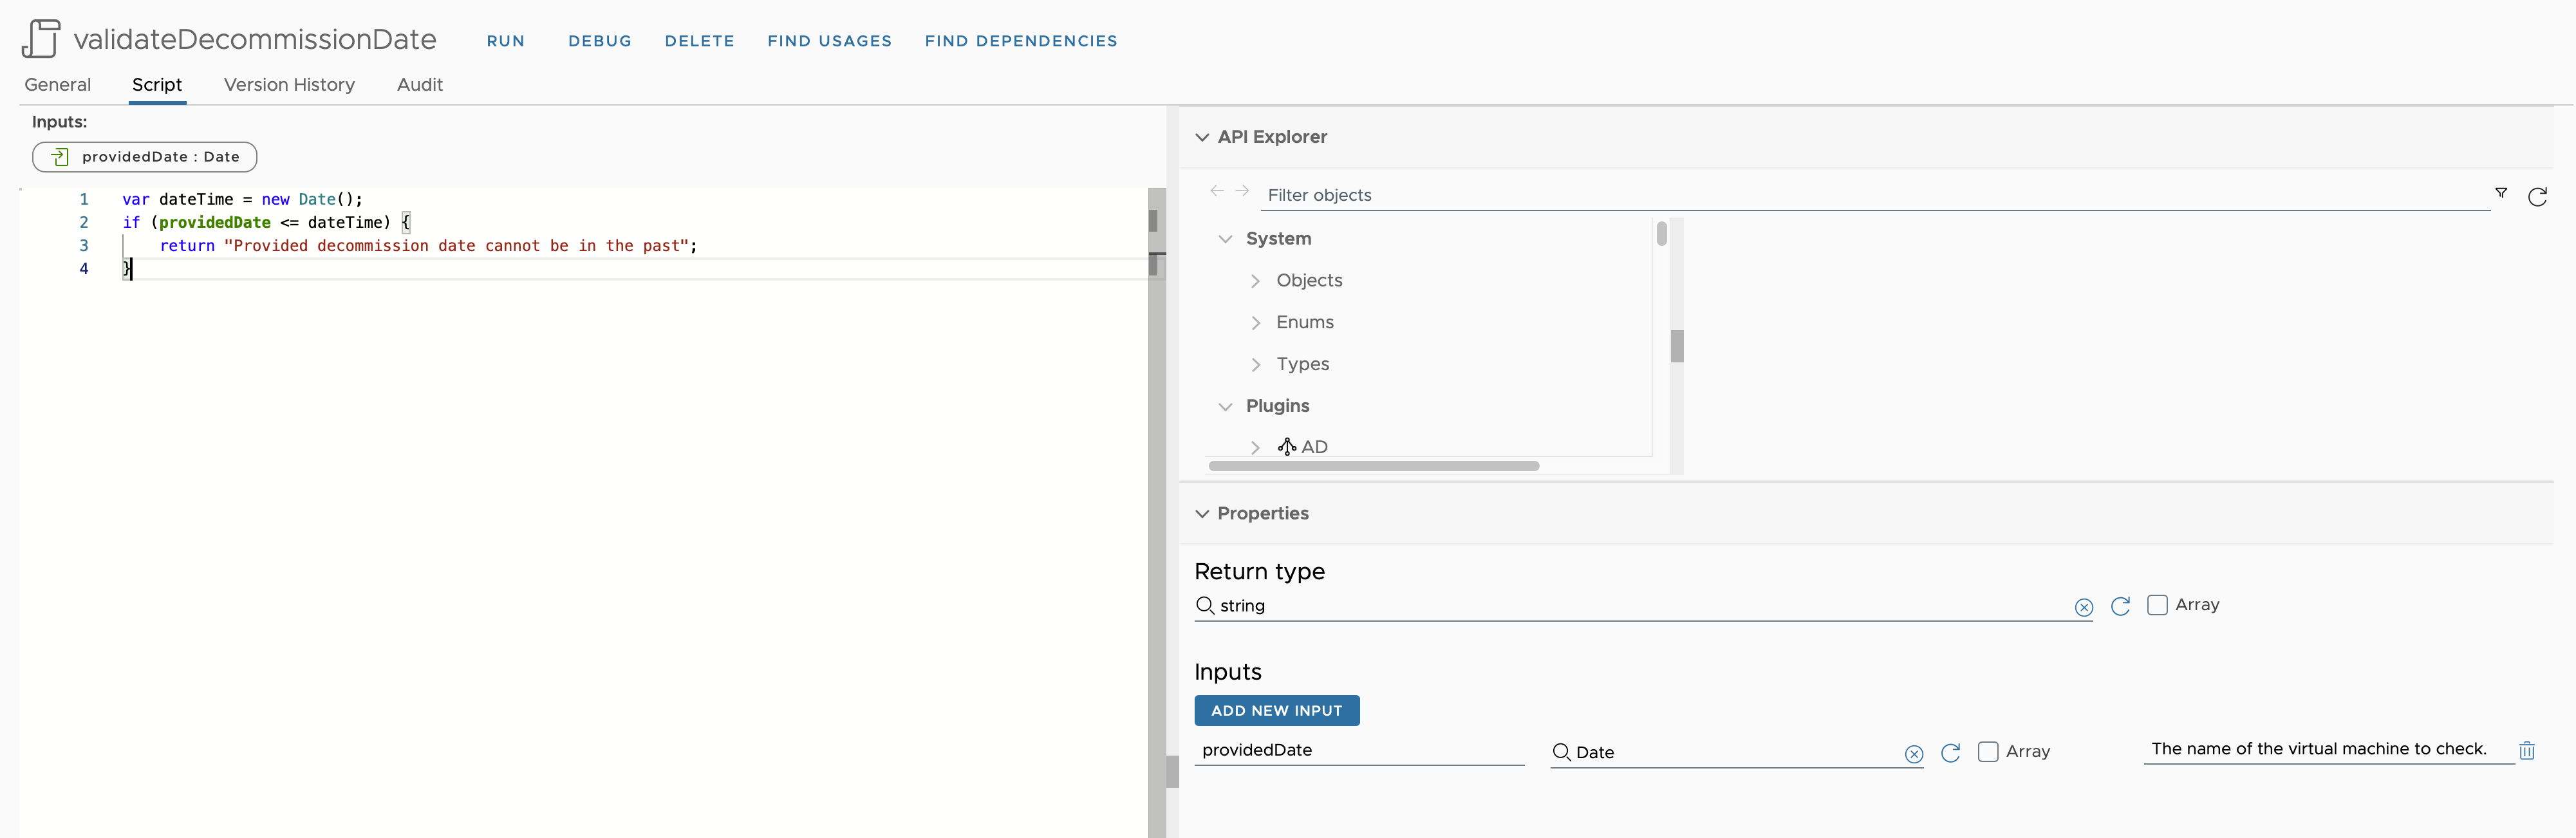 validateDecommissionDate RUN DEBUG DELETE FIND USAGES FIND DEPENDENCIES
General Script Version History Audit
Inputs:
providedDate : Date
1 var dateTime = new Date();
2 if (providedDate <= dateTime) {
3 return "Provided decommission date cannot be in the past";
4 }
API Explorer
Filter objects
System
Objects
Enums
Types
Plugins
AD
Properties
Return type
string Array
Inputs
ADD NEW INPUT
providedDate Date Array The name of the virtual machine to check.